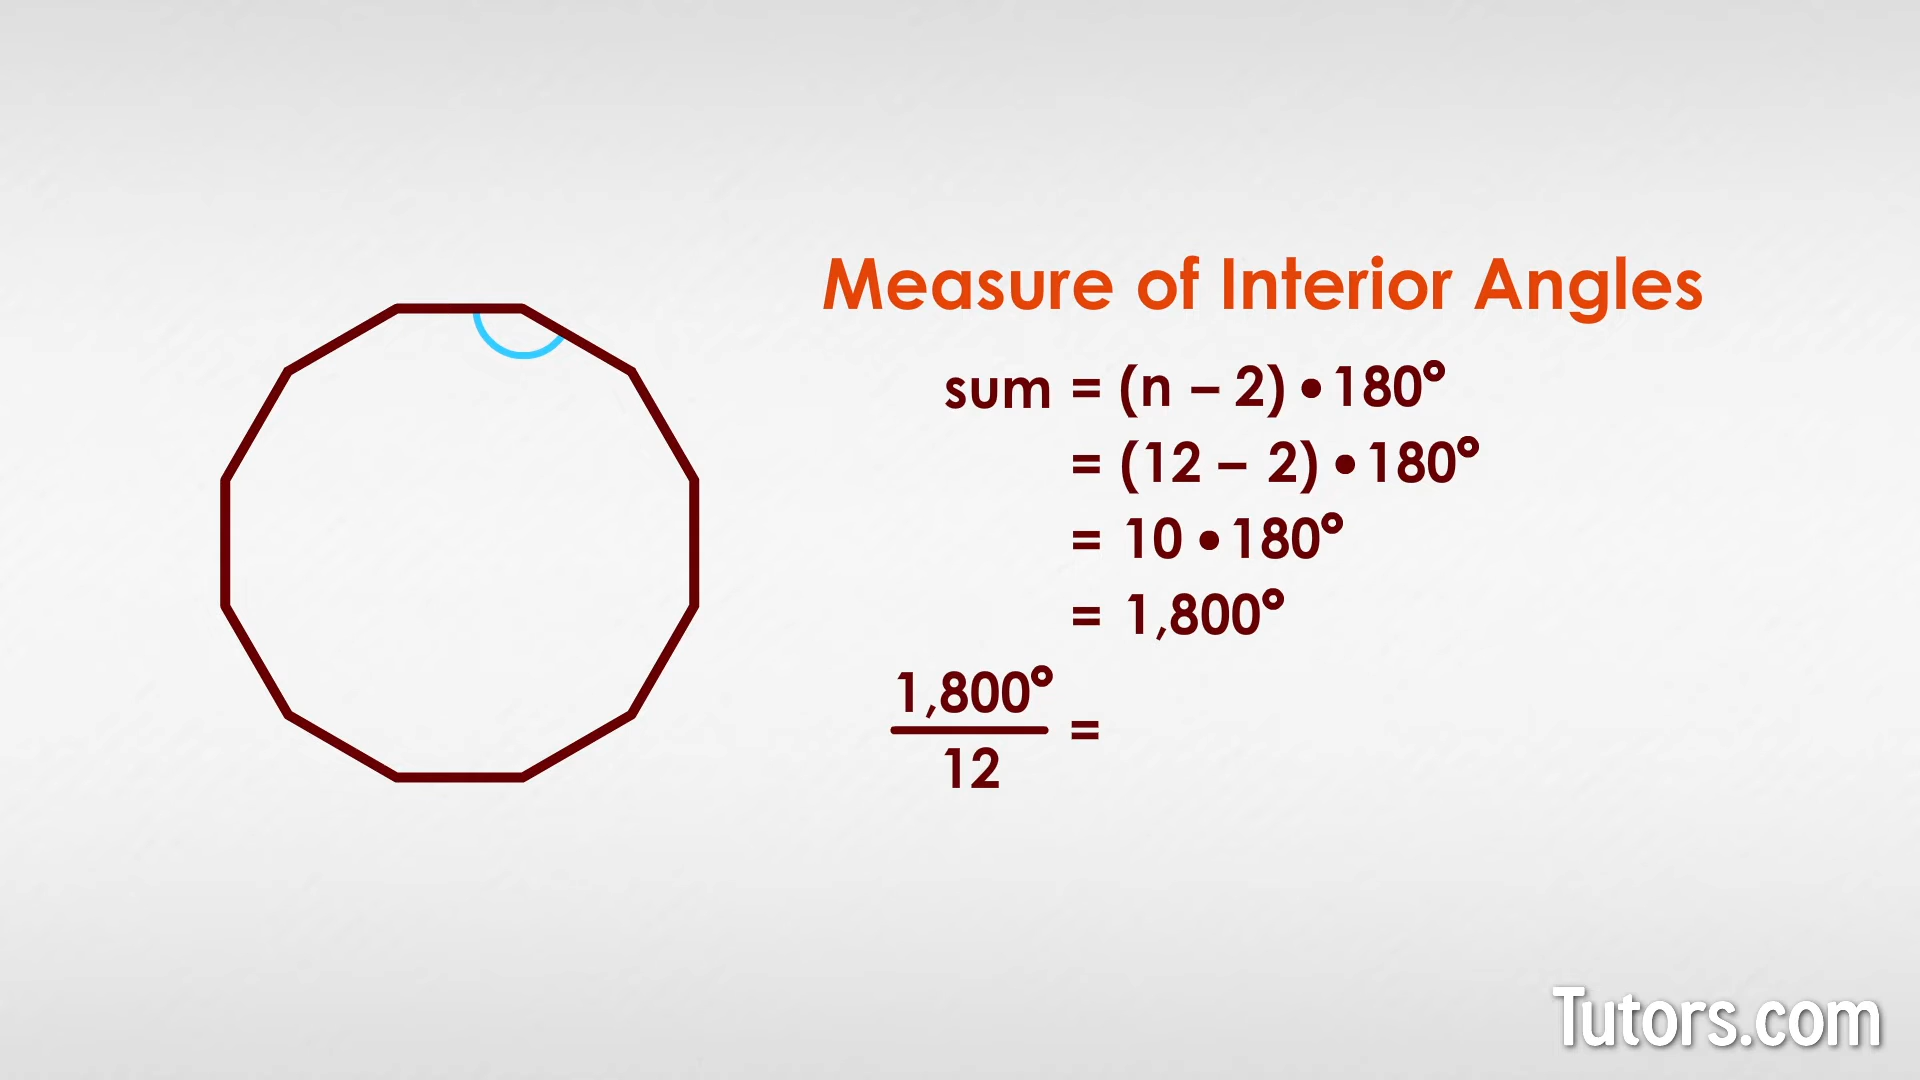 Measure of Interior Angles
sum = (n – 2) • 180°
= (12 – 2) • 180°
= 10 • 180°
= 1,800°
1,800°
12
=
Tutors.com